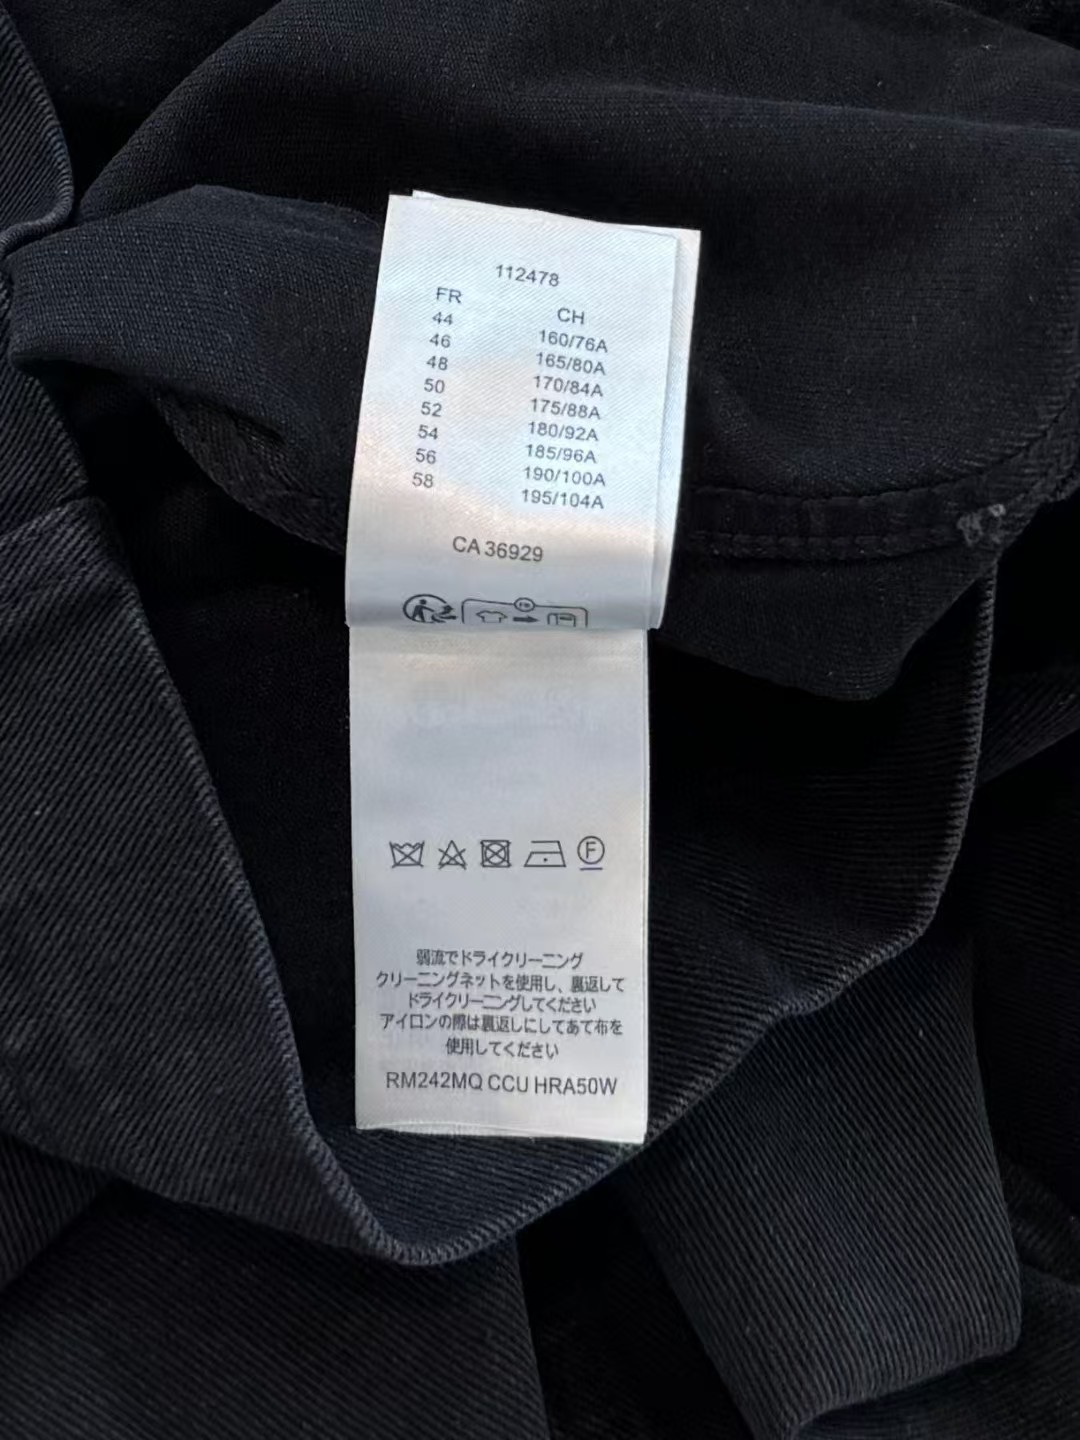 112478
FR CH
44 160/76A
46 165/80A
48 170/84A
50 175/88A
52 180/92A
54 185/96A
56 190/100A
58 195/104A
CA 36929
FR
F
弱流でドライクリーニング
クリーニングネットを使用し、裏返して
ドライクリーニングしてください
アイロンの際は裏返しにしてあて布を
使用してください
RM242MQ CCU HRA50W